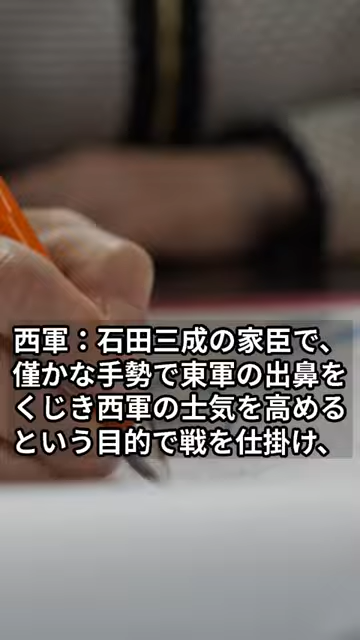 西軍：石田三成の家臣で、
僅かな手勢で東軍の出鼻を
くじき西軍の士気を高める
という目的で戦を仕掛け、